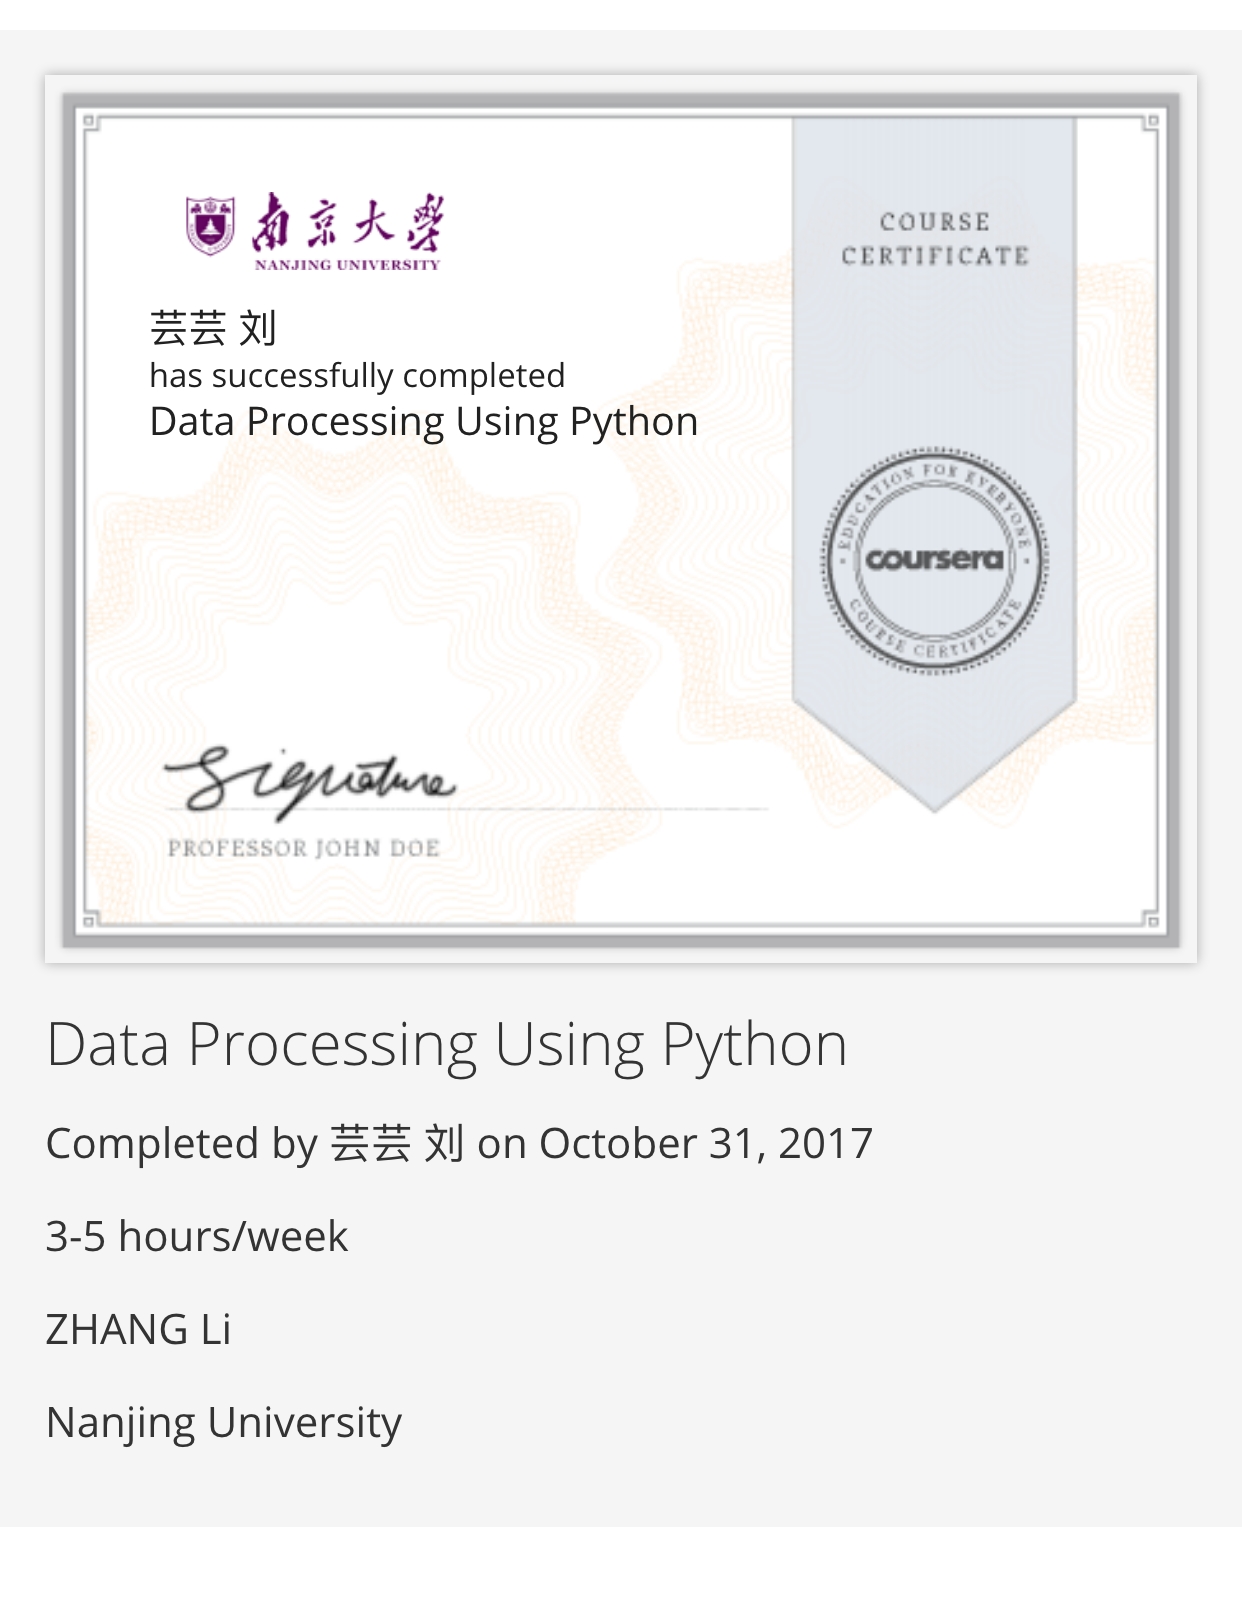 南京大學
NANJING UNIVERSITY
芸芸 刘
has successfully completed
Data Processing Using Python
COURSE
CERTIFICATE
EDUCATION FOR EVERYONE
coursera
COURSE CERTIFICATE
Signature
PROFESSOR JOHN DOE
Data Processing Using Python
Completed by 芸芸 刘 on October 31, 2017
3-5 hours/week
ZHANG Li
Nanjing University